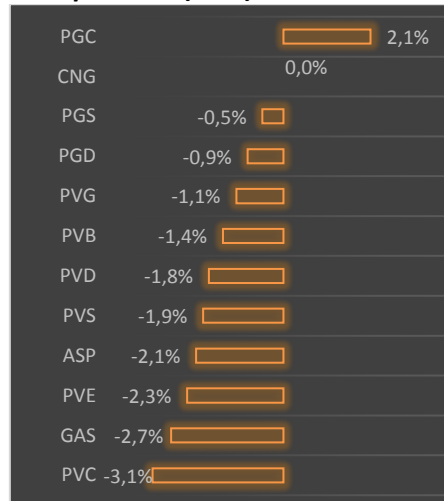 PGC 2,1%
CNG 0,0%
PGS -0,5%
PGD -0,9%
PVG -1,1%
PVB -1,4%
PVD -1,8%
PVS -1,9%
ASP -2,1%
PVE -2,3%
GAS -2,7%
PVC -3,1%